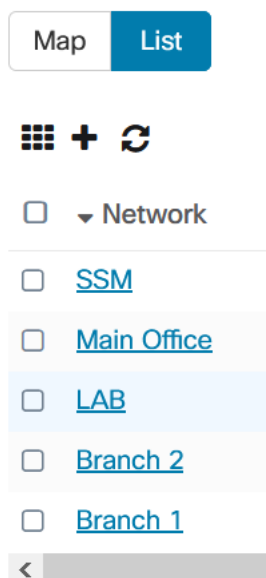 Map List
Network
SSM
Main Office
LAB
Branch 2
Branch 1